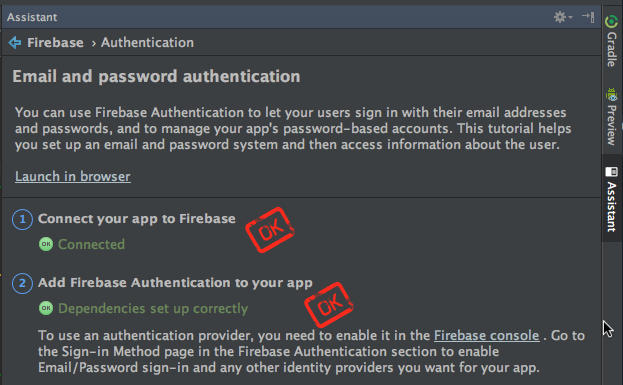 Assistant
Firebase › Authentication
Email and password authentication
You can use Firebase Authentication to let your users sign in with their email addresses
and passwords, and to manage your app's password-based accounts. This tutorial helps
you set up an email and password system and then access information about the user.
Launch in browser
1 Connect your app to Firebase
OK
OK Connected
2 Add Firebase Authentication to your app
OK
OK Dependencies set up correctly
To use an authentication provider, you need to enable it in the Firebase console . Go to
the Sign-in Method page in the Firebase Authentication section to enable
Email/Password sign-in and any other identity providers you want for your app.
Gradle
Preview
Assistant